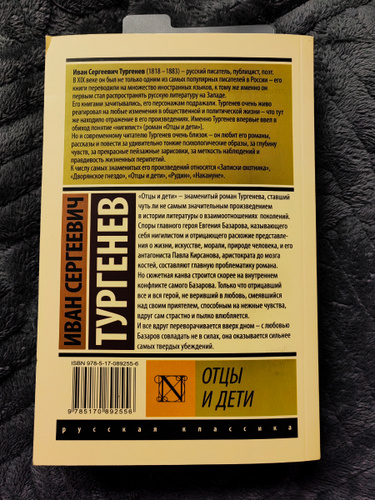 Иван Сергеевич Тургенев (1818 –1883) – русский писатель, публицист, поэт.
В XIX веке он был не только одним из самых популярных писателей в России – его
книги переводили на множество иностранных языков, к тому же именно он
первым стал распространять русскую литературу на Западе.
Его книгами зачитывались, его персонажам подражали. Тургенев очень живо
реагировал на любые изменения в общественной и политической жизни – что тут
же находило отражение в его произведениях. Именно Тургенев впервые ввел в
обиход понятие «нигилист» (роман «Отцы и дети»).
Но и современному читателю Тургенев очень близок – он любит его романы,
рассказы и повести за удивительно тонкие психологические образы, за глубину
чувств, за прекрасные пейзажные зарисовки, за меткость наблюдений и
правдивость жизненных перипетий.
К числу самых знаменитых его произведений относятся «Записки охотника»,
«Дворянское гнездо», «Отцы и дети», «Рудин», «Накануне».
ИВАН СЕРГЕЕВИЧ
ТУРГЕНЕВ
«Отцы и дети» – знаменитый роман Тургенева, ставший
чуть ли не самым значительным произведением
в истории литературы о взаимоотношениях поколений.
Споры главного героя Евгения Базарова, называющего
себя нигилистом и отрицающего расхожие представле-
ния о жизни, искусстве, морали, природе человека, и его
антагониста Павла Кирсанова, аристократа до мозга
костей, составляют главную проблематику романа.
Но сюжетная канва строится скорее на внутреннем
конфликте самого Базарова. Только что отрицавший
все и вся герой, не веривший в любовь, смеявшийся
над своим приятелем, способным на нежные чувства,
вдруг сам страстно и пылко влюбляется.
И все вдруг переворачивается вверх дном – с любовью
Базаров совладать не в силах, она оказывается сильнее
самых твердых убеждений.
ISBN 978-5-17-089255-6
9 785170 892556
N
ОТЦЫ
И ДЕТИ
русская классика